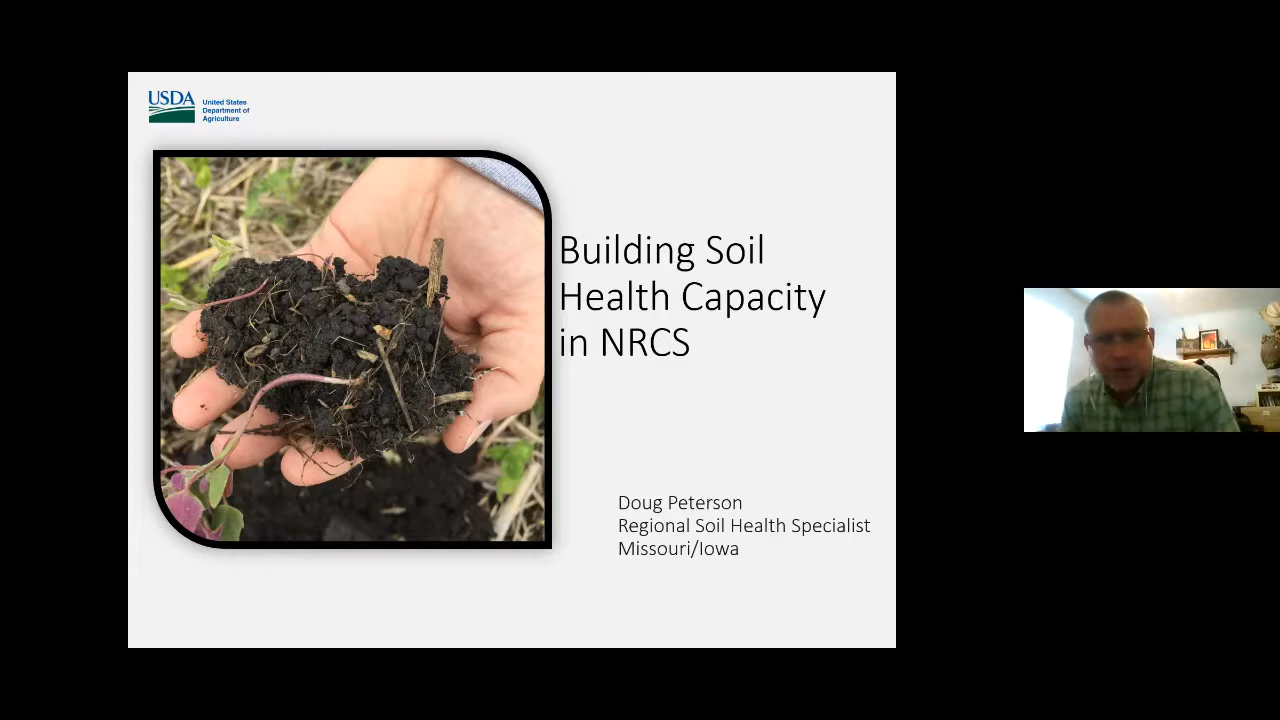 USDA
United States
Department of
Agriculture
Building Soil
Health Capacity
in NRCS
Doug Peterson
Regional Soil Health Specialist
Missouri/Iowa